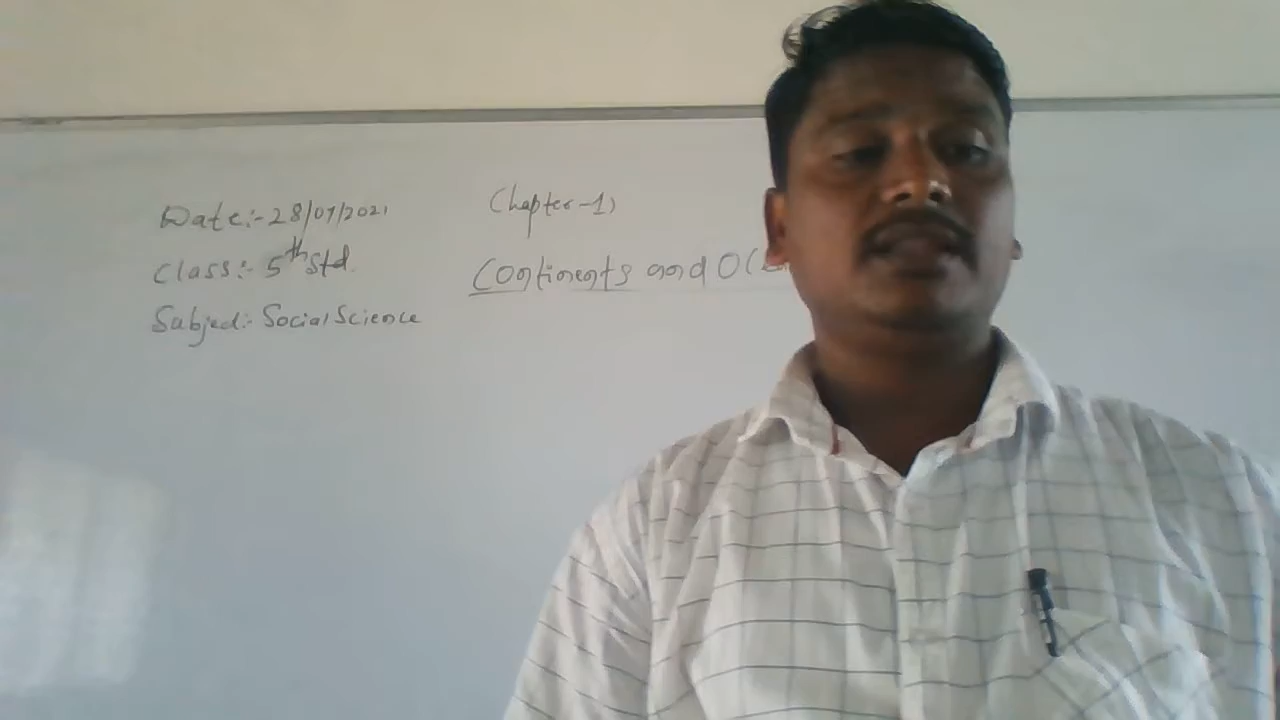 Date:- 28/07/2021
Class:- 5th Std.
Subject:- Social Science
Chapter-1)
Continents and